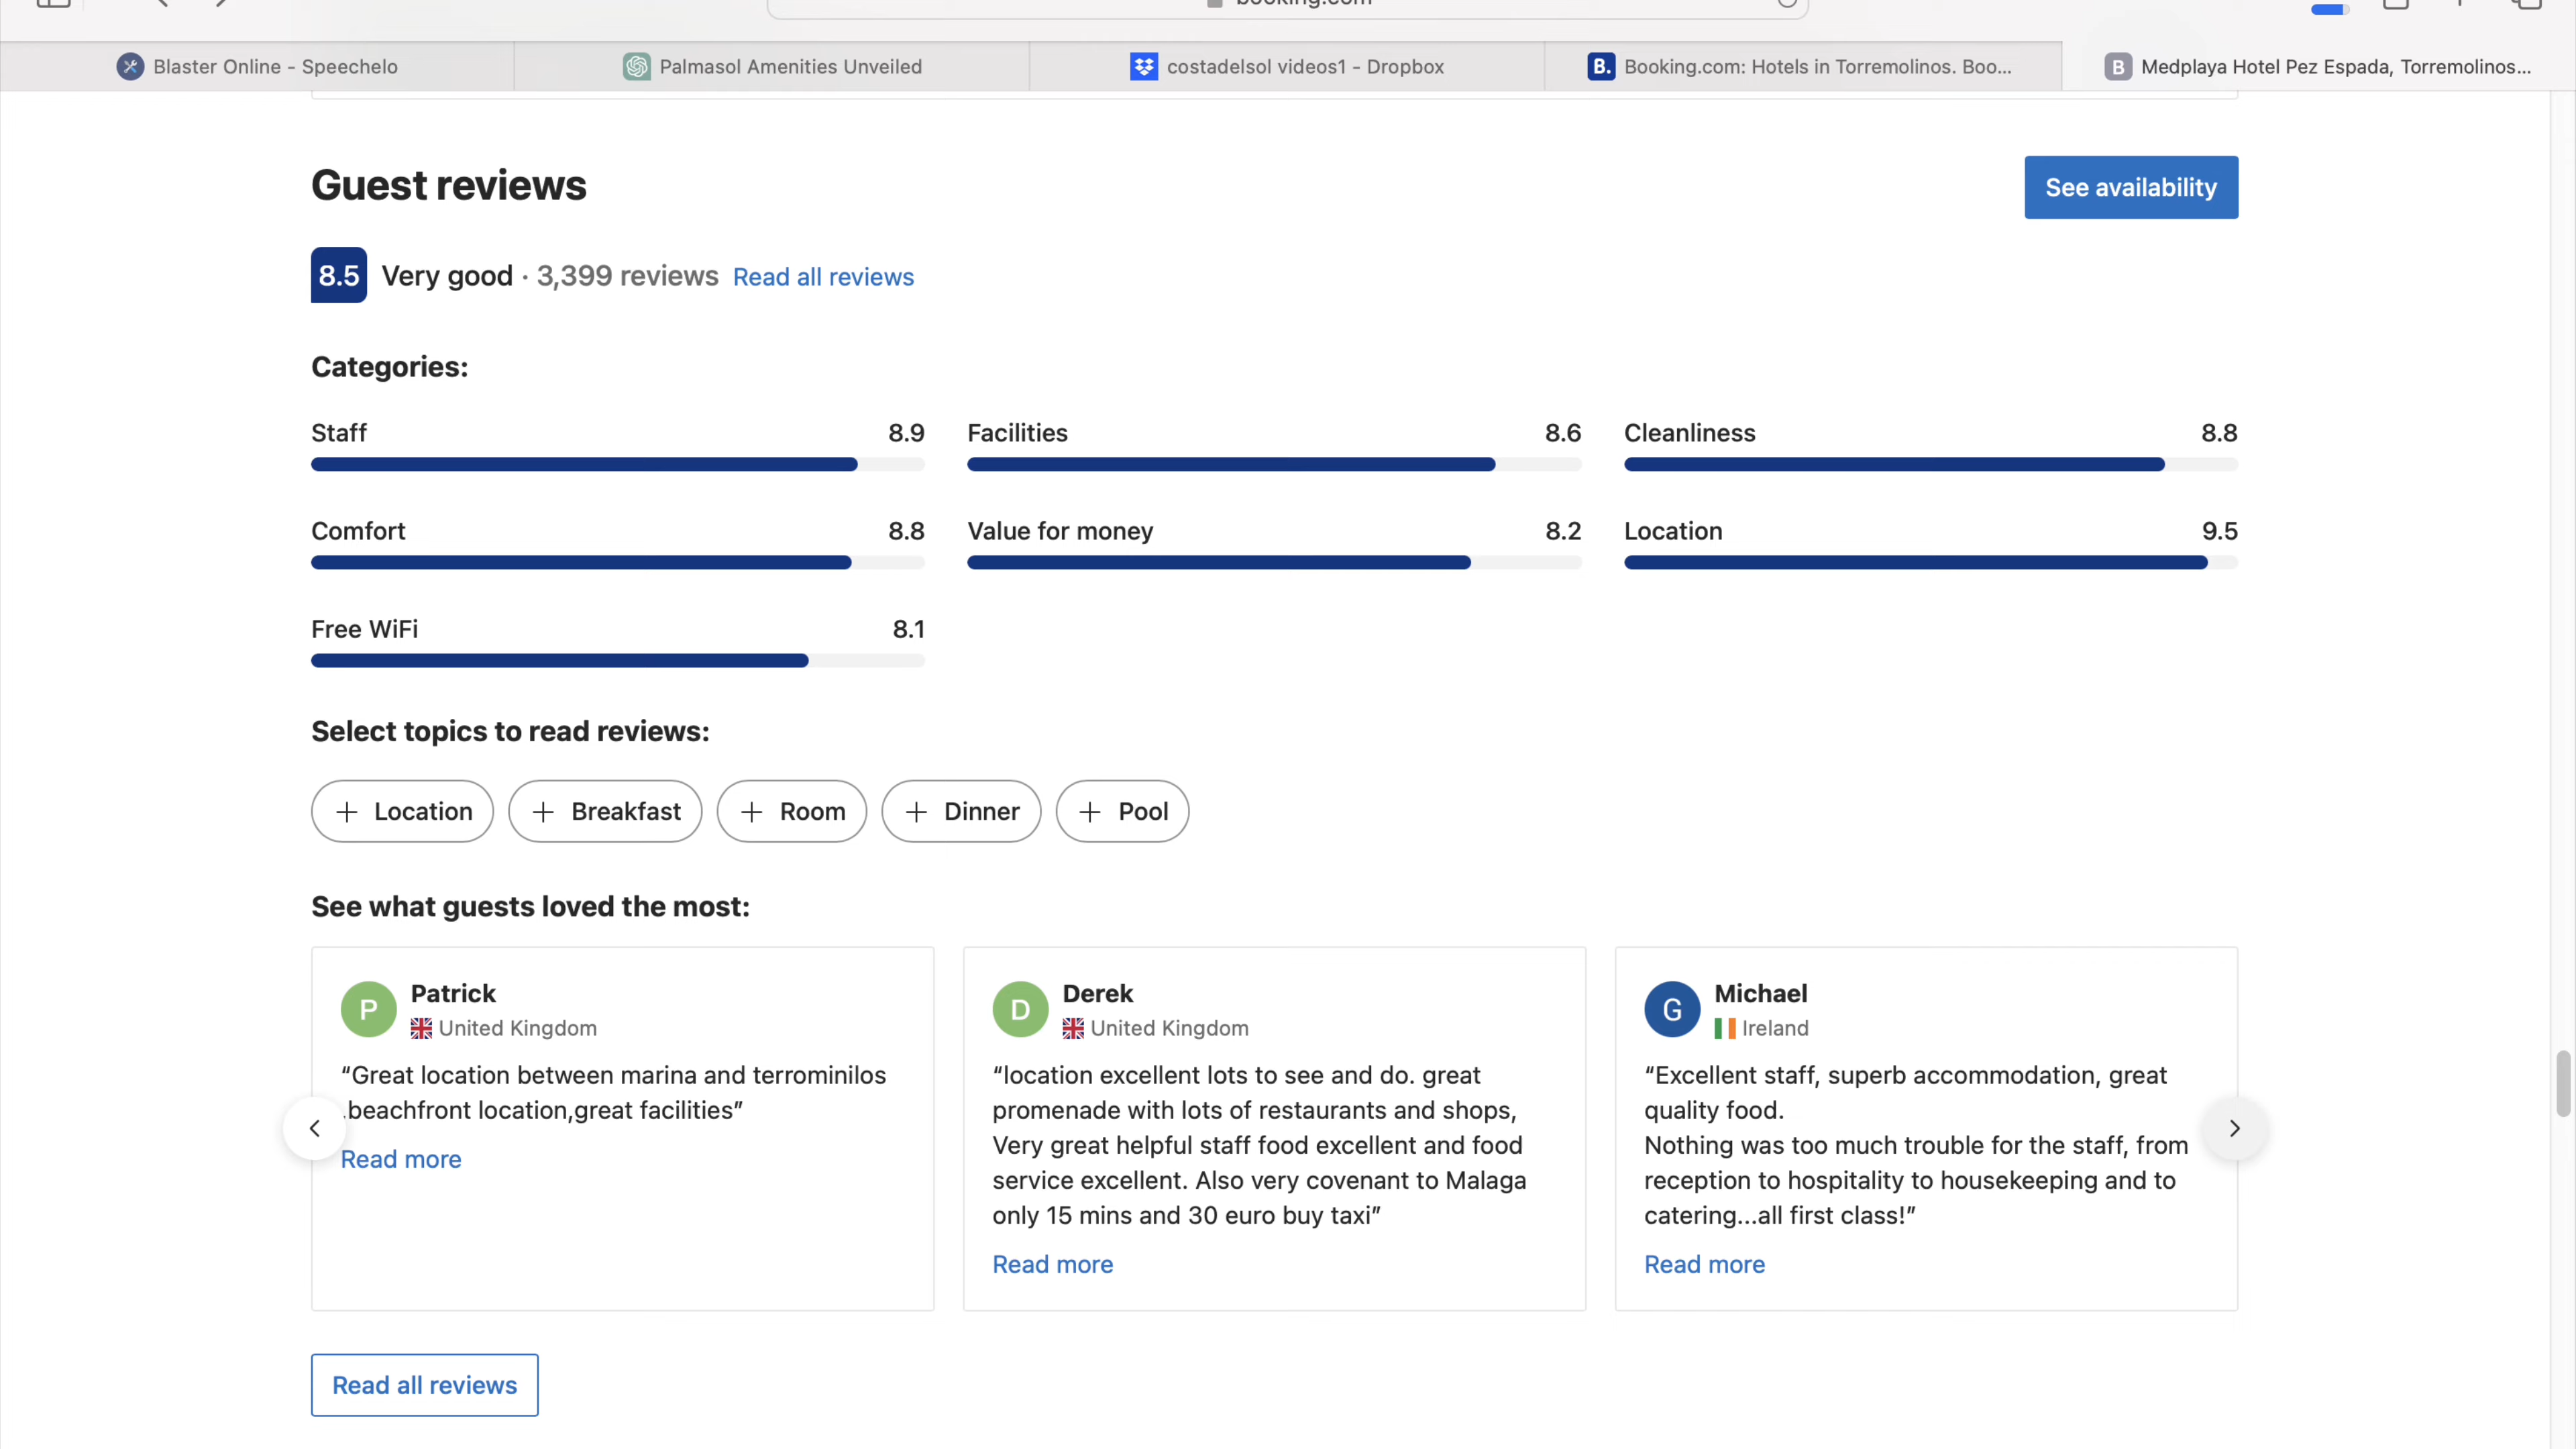 booking.com
Blaster Online - Speechelo
Palmasol Amenities Unveiled
costadelsol videos1 - Dropbox
B. Booking.com: Hotels in Torremolinos. Boo...
B Medplaya Hotel Pez Espada, Torremolinos...
Guest reviews
See availability
8.5 Very good · 3,399 reviews Read all reviews
Categories:
Staff 8.9
Facilities 8.6
Cleanliness 8.8
Comfort 8.8
Value for money 8.2
Location 9.5
Free WiFi 8.1
Select topics to read reviews:
+ Location + Breakfast + Room + Dinner + Pool
See what guests loved the most:
P
Patrick
United Kingdom
“Great location between marina and terrominilos
.beachfront location,great facilities”
Read more
D
Derek
United Kingdom
“location excellent lots to see and do. great
promenade with lots of restaurants and shops,
Very great helpful staff food excellent and food
service excellent. Also very covenant to Malaga
only 15 mins and 30 euro buy taxi”
Read more
G
Michael
Ireland
“Excellent staff, superb accommodation, great
quality food.
Nothing was too much trouble for the staff, from
reception to hospitality to housekeeping and to
catering...all first class!”
Read more
Read all reviews